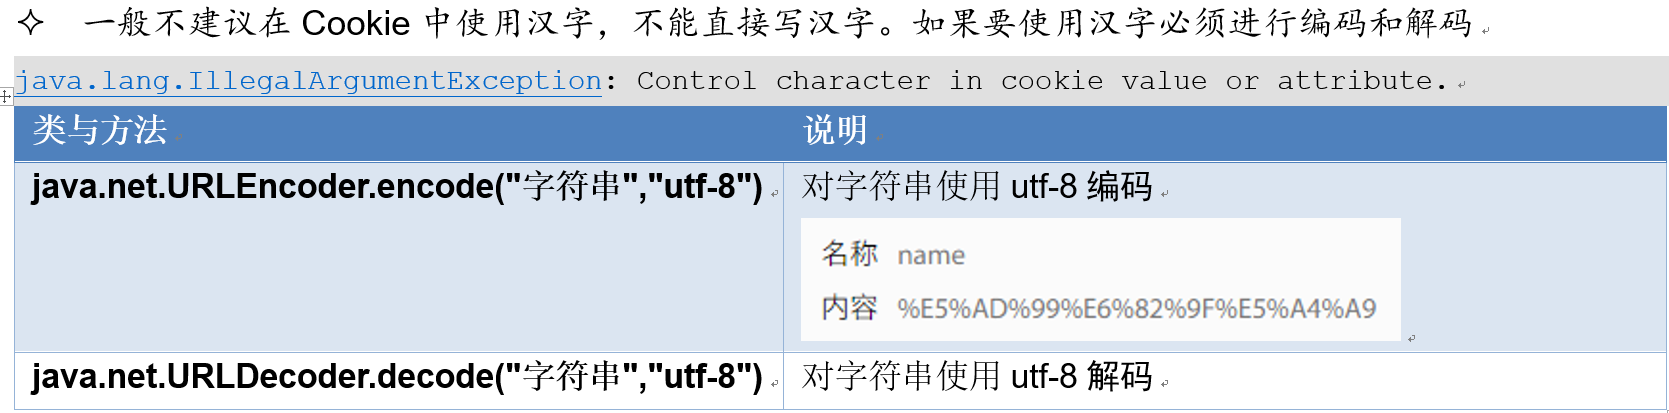 ✧ 一般不建议在 Cookie 中使用汉字，不能直接写汉字。如果要使用汉字必须进行编码和解码
java.lang.IllegalArgumentException: Control character in cookie value or attribute.
类与方法 说明
java.net.URLEncoder.encode("字符串","utf-8") 对字符串使用 utf-8 编码
名称 name
内容 %E5%AD%99%E6%82%9F%E5%A4%A9
java.net.URLDecoder.decode("字符串","utf-8") 对字符串使用 utf-8 解码